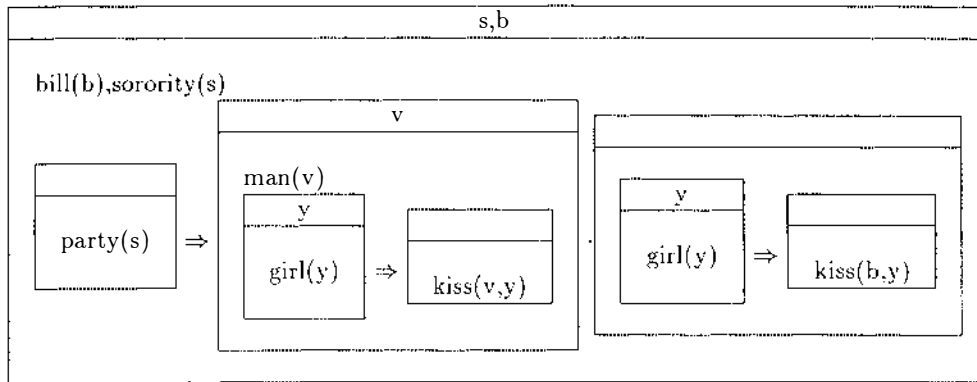 s,b
bill(b),sorority(s)
v
man(v)
y
y
party(s) ⇒ girl(y) ⇒ kiss(v,y) . girl(y) ⇒ kiss(b,y)